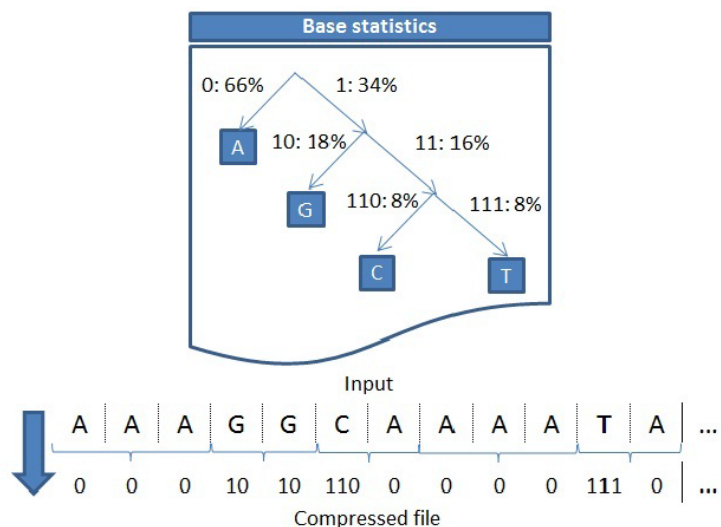 Base statistics
0: 66% 1: 34%
A 10: 18% 11: 16%
G 110: 8% 111: 8%
C T
Input
A A A G G C A A A A T A ...
0 0 0 10 10 110 0 0 0 0 111 0 ...
Compressed file